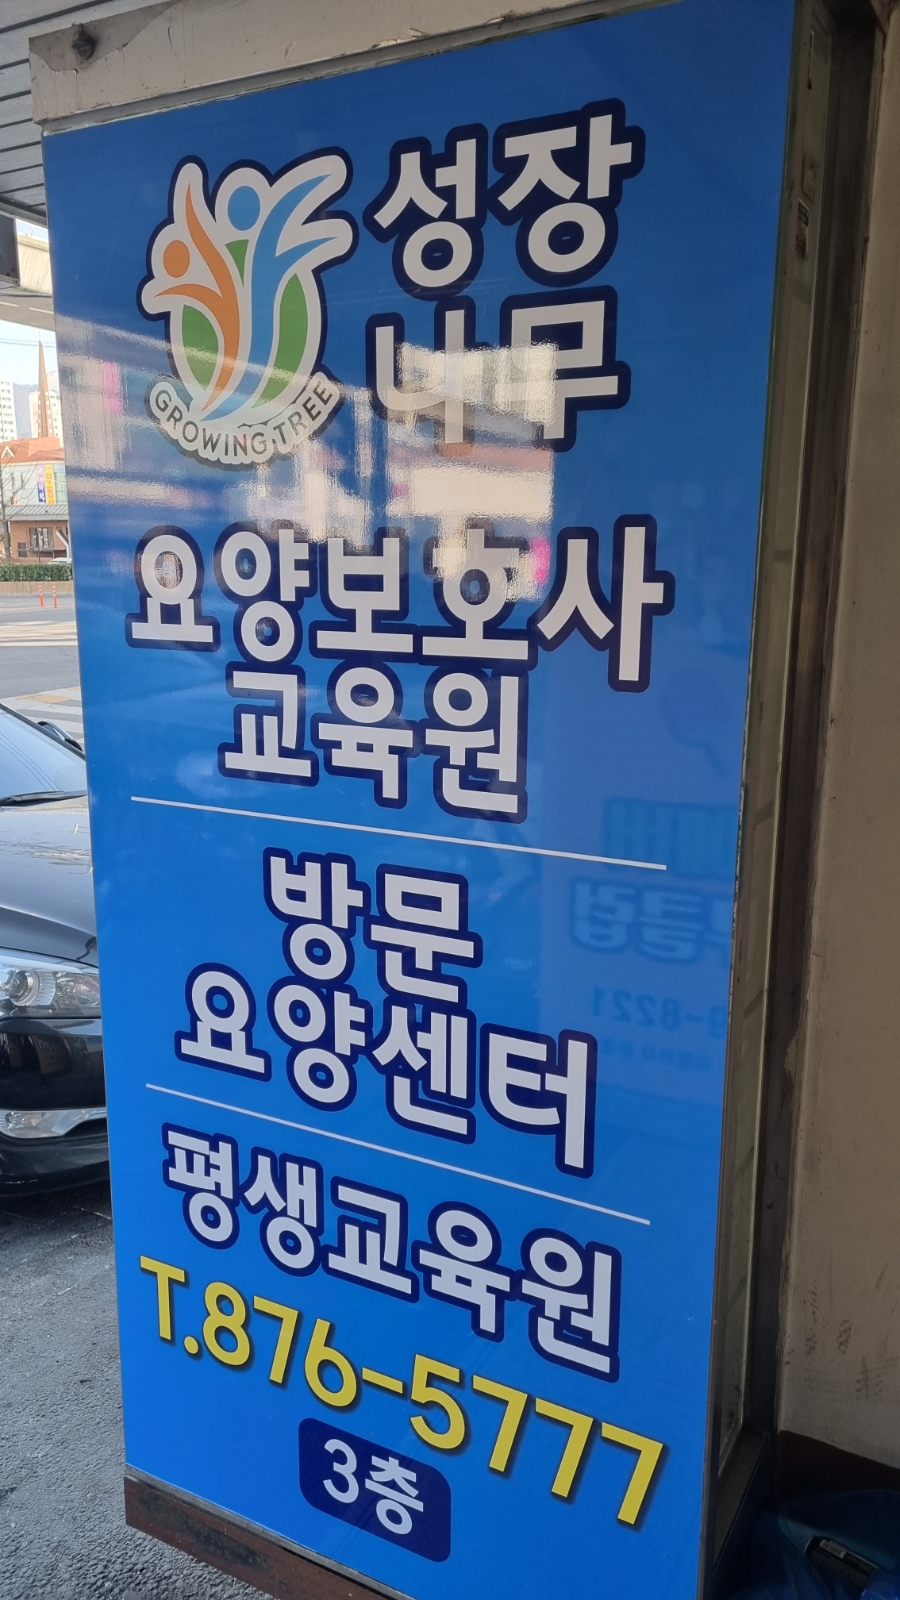 성장
나무
GROWING TREE
요양보호사
교육원
방문
요양센터
평생교육원
T.876-5777
3층